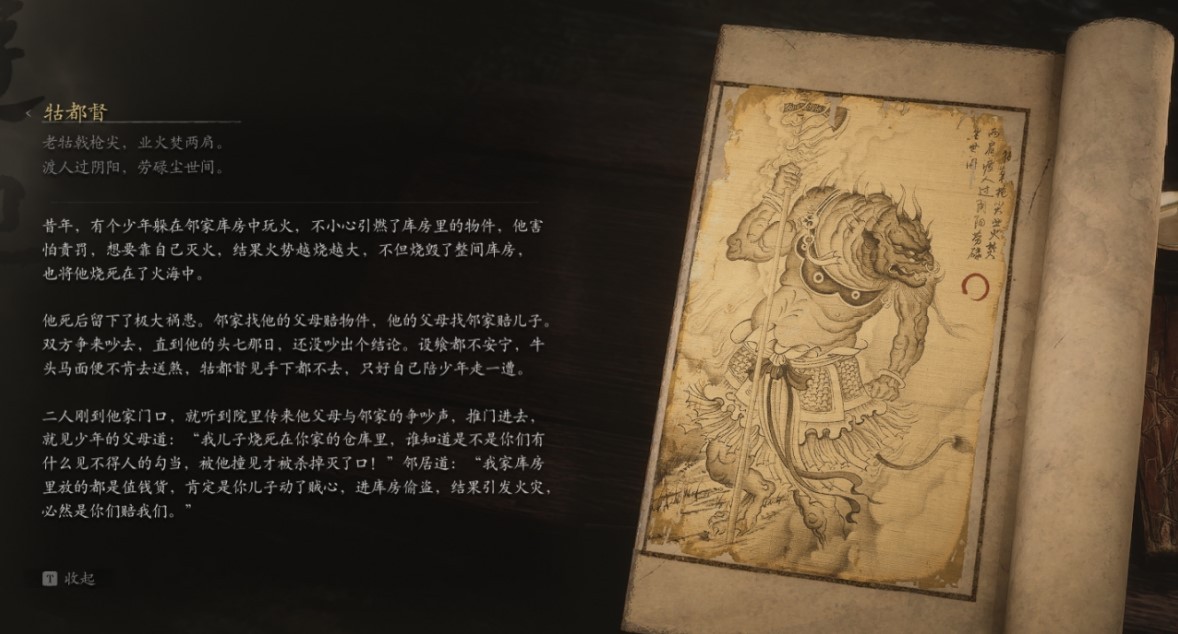 牯都督
老牯戟枪尖，业火焚两肩。
渡人过阴阳，劳碌尘世间。
昔年，有个少年躲在邻家库房中玩火，不小心引燃了库房里的物件，他害
怕责罚，想要靠自己灭火，结果火势越烧越大，不但烧毁了整间库房，
也将他烧死在了火海中。
他死后留下了极大祸患。邻家找他的父母赔物件，他的父母找邻家赔儿子。
双方争来吵去，直到他的头七那日，还没吵出个结论。设飨都不安宁，牛
头马面便不肯去送煞，牯都督见手下都不去，只好自己陪少年走一遭。
二人刚到他家门口，就听到院里传来他父母与邻家的争吵声，推门进去，
就见少年的父母道：“我儿子烧死在你家的仓库里，谁知道是不是你们有
什么见不得人的勾当，被他撞见才被杀掉灭了口！”邻居道：“我家库房
里放的都是值钱货，肯定是你儿子动了贼心，进库房偷盗，结果引发火灾，
必然是你们赔我们。”
T 收起